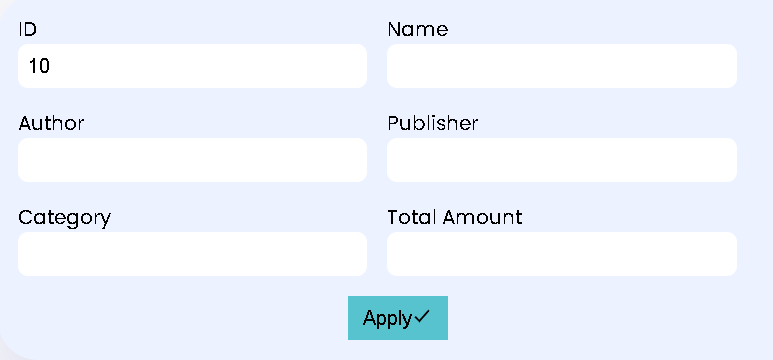 ID Name
10
Author Publisher
Category Total Amount
Apply✓